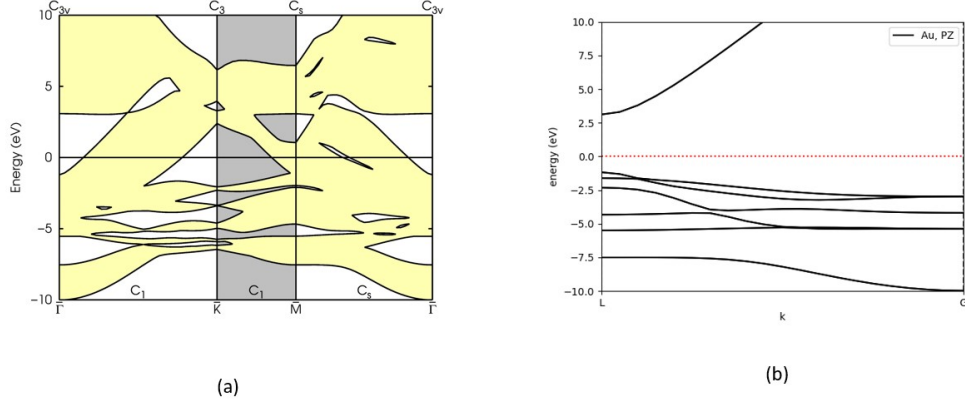 C3v C3 Cs C3v
10
5
0
−5
−10
Energy (eV)
C1 C1 Cs
Γ̄ K̄ M̄ Γ̄
(a)
Au, PZ
10.0
7.5
5.0
2.5
0.0
−2.5
−5.0
−7.5
−10.0
energy (eV)
L G
k
(b)